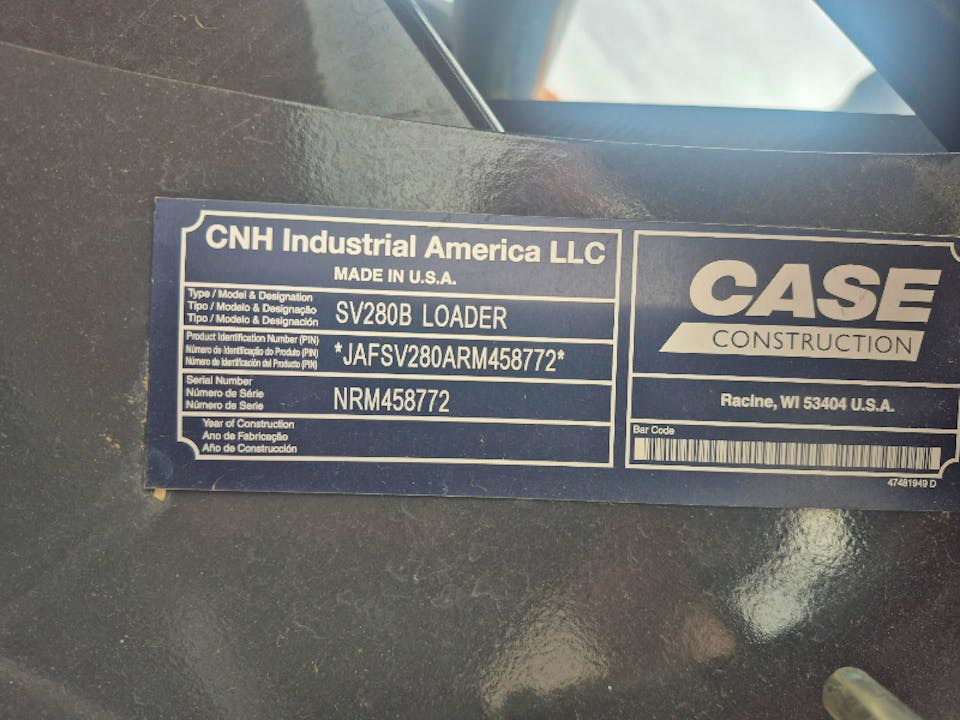 CNH Industrial America LLC
MADE IN U.S.A.
Type / Model & Designation
Tipo / Modelo & Designação
Tipo / Modelo & Designación
SV280B LOADER
Product Identification Number (PIN)
Número de Identificação do Produto (PIN)
Número de Identificación del Producto (PIN)
*JAFSV280ARM458772*
Serial Number
Número de Série
Número de Serie
NRM458772
Year of Construction
Ano de Fabricação
Año de Construcción
CASE
CONSTRUCTION
Racine, WI 53404 U.S.A.
Bar Code
47481949 D